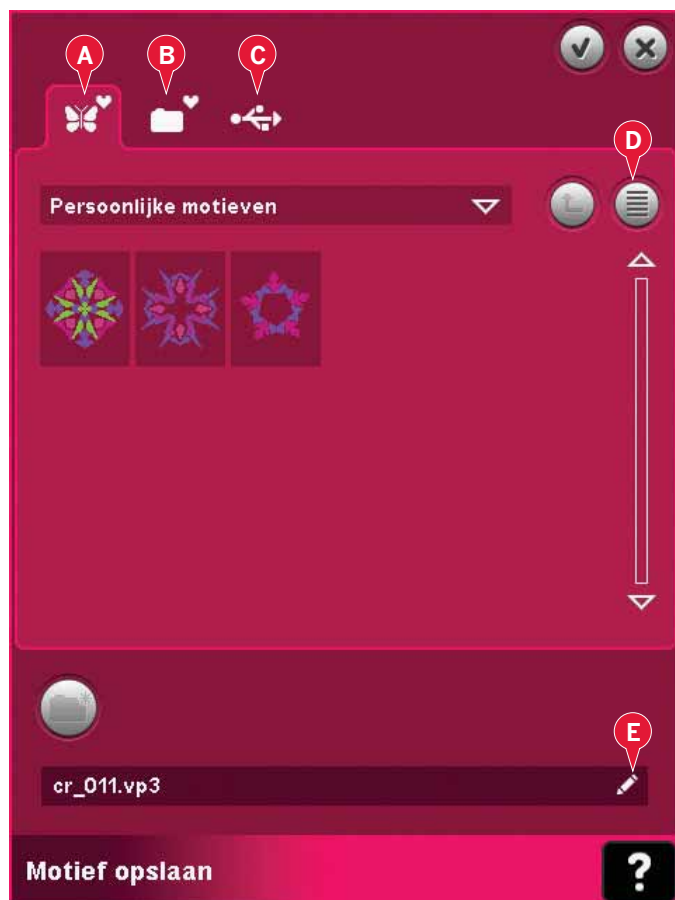 A B C
D
Persoonlijke motieven
E
cr_011.vp3
Motief opslaan ?